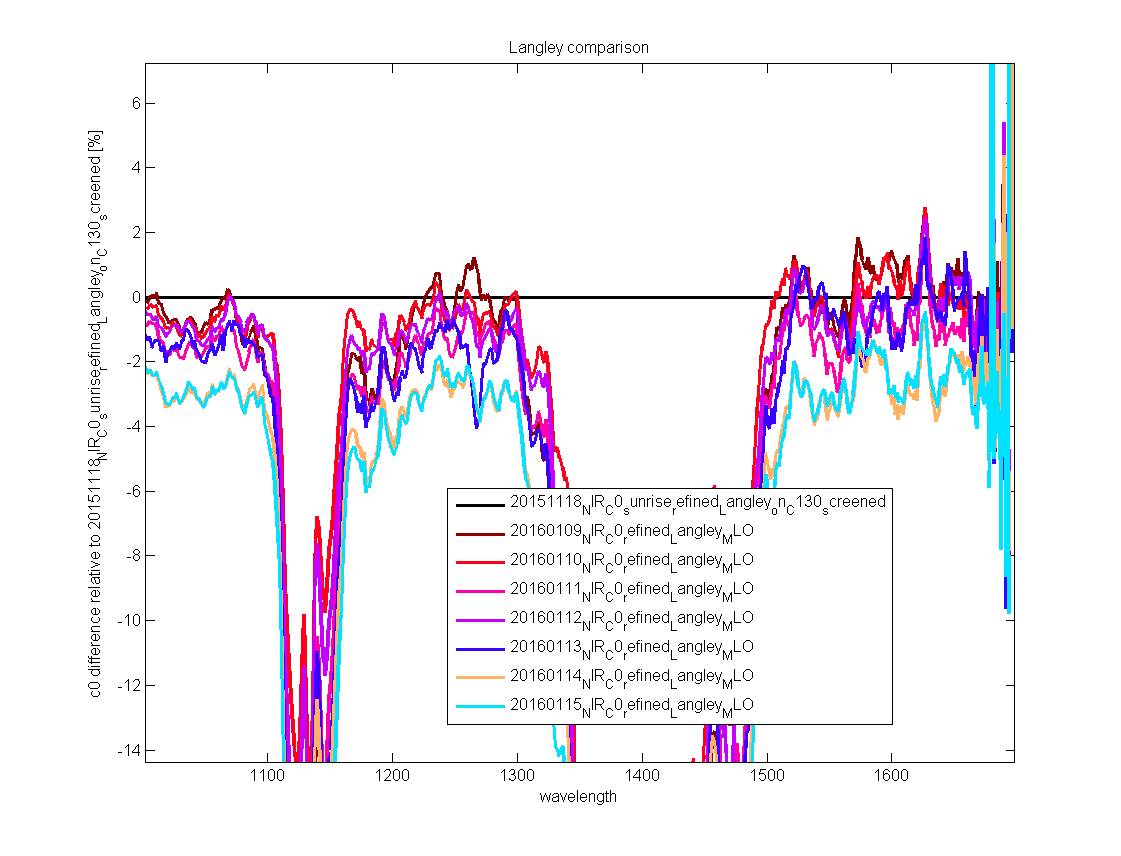 Langley comparison
c0 difference relative to 20151118_NIR_C0_sunrise_refined_Langley_on_C130_screened [%]
6
4
2
0
-2
-4
-6
-8
-10
-12
-14
20151118_NIR_C0_sunrise_refined_Langley_on_C130_screened
20160109_NIR_C0_refined_Langley_MLO
20160110_NIR_C0_refined_Langley_MLO
20160111_NIR_C0_refined_Langley_MLO
20160112_NIR_C0_refined_Langley_MLO
20160113_NIR_C0_refined_Langley_MLO
20160114_NIR_C0_refined_Langley_MLO
20160115_NIR_C0_refined_Langley_MLO
1100 1200 1300 1400 1500 1600
wavelength